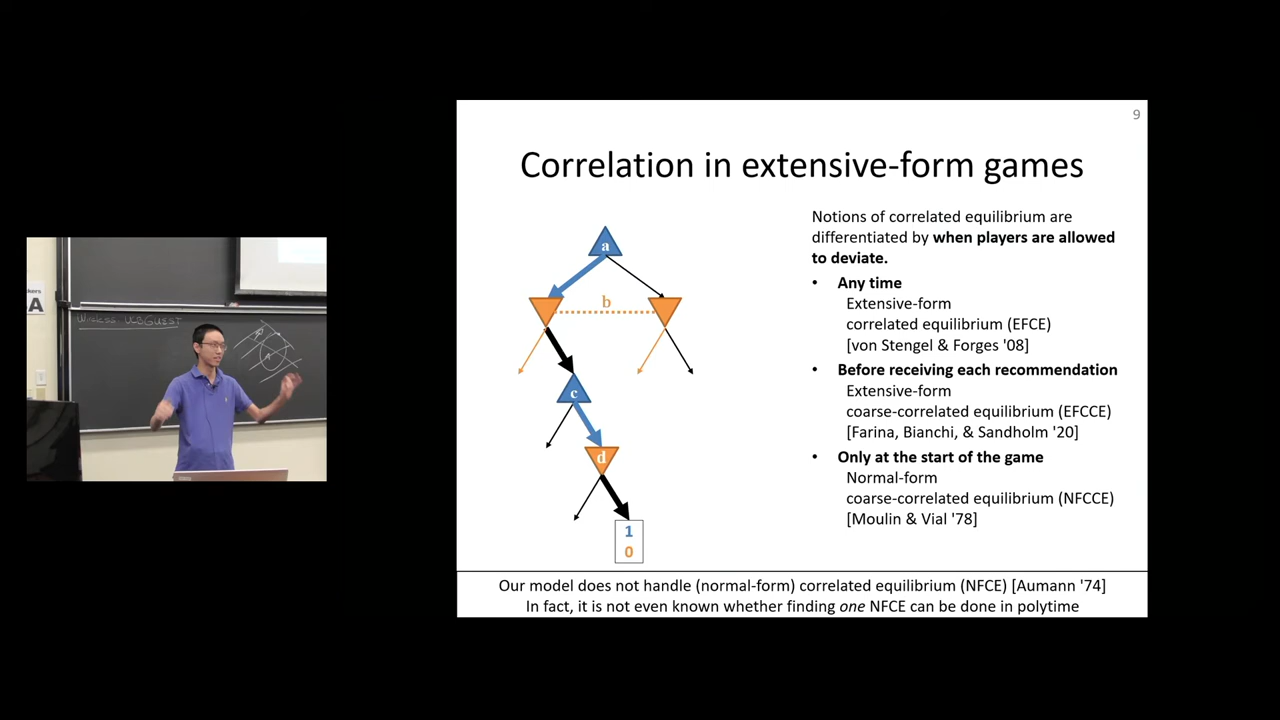 9
Correlation in extensive-form games
a
b
c
d
1
0
Notions of correlated equilibrium are
differentiated by when players are allowed
to deviate.
• Any time
Extensive-form
correlated equilibrium (EFCE)
[von Stengel & Forges '08]
• Before receiving each recommendation
Extensive-form
coarse-correlated equilibrium (EFCCE)
[Farina, Bianchi, & Sandholm '20]
• Only at the start of the game
Normal-form
coarse-correlated equilibrium (NFCCE)
[Moulin & Vial '78]
Our model does not handle (normal-form) correlated equilibrium (NFCE) [Aumann '74]
In fact, it is not even known whether finding one NFCE can be done in polytime
A